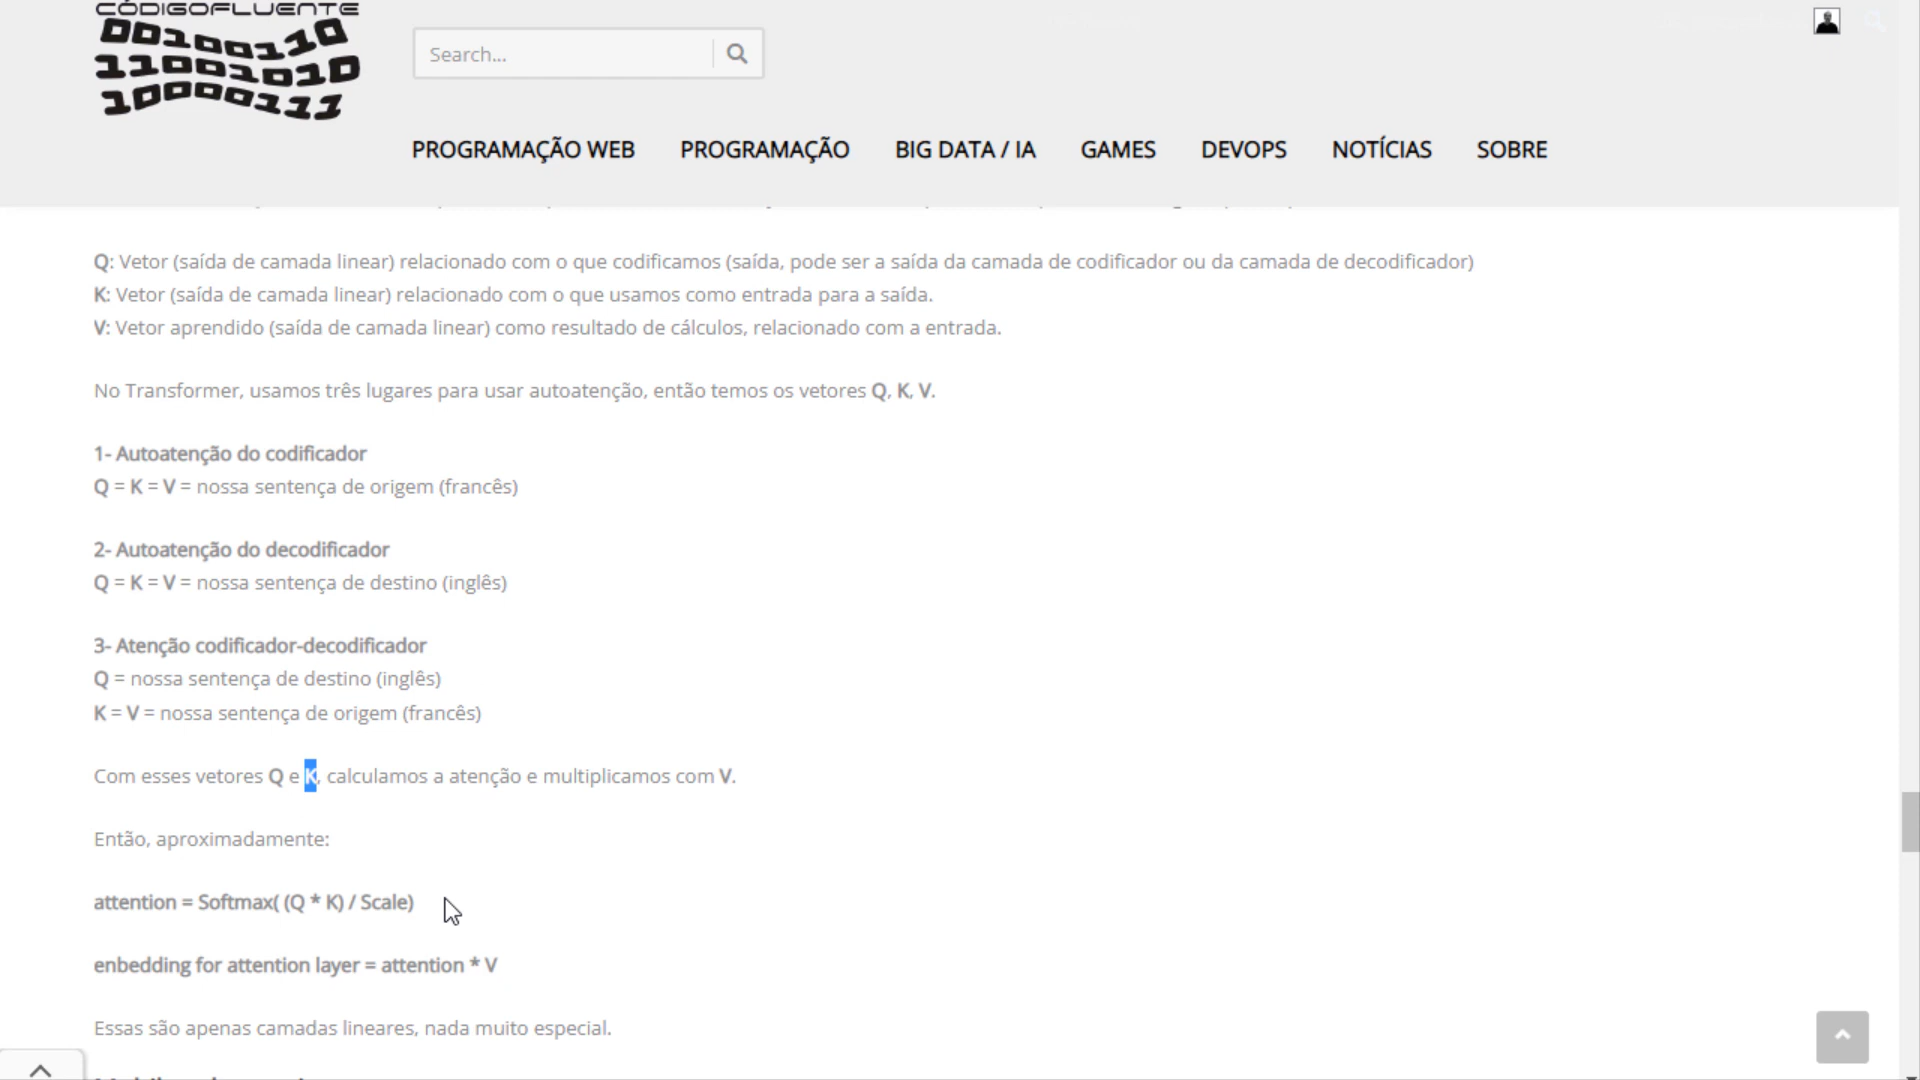 CÓDIGOFLUENTE
00100110
11001010
10000111
Search...
PROGRAMAÇÃO WEB PROGRAMAÇÃO BIG DATA / IA GAMES DEVOPS NOTÍCIAS SOBRE
Q: Vetor (saída de camada linear) relacionado com o que codificamos (saída, pode ser a saída da camada de codificador ou da camada de decodificador)
K: Vetor (saída de camada linear) relacionado com o que usamos como entrada para a saída.
V: Vetor aprendido (saída de camada linear) como resultado de cálculos, relacionado com a entrada.
No Transformer, usamos três lugares para usar autoatenção, então temos os vetores Q, K, V.
1- Autoatenção do codificador
Q = K = V = nossa sentença de origem (francês)
2- Autoatenção do decodificador
Q = K = V = nossa sentença de destino (inglês)
3- Atenção codificador-decodificador
Q = nossa sentença de destino (inglês)
K = V = nossa sentença de origem (francês)
Com esses vetores Q e K, calculamos a atenção e multiplicamos com V.
Então, aproximadamente:
attention = Softmax( (Q * K) / Scale)
enbedding for attention layer = attention * V
Essas são apenas camadas lineares, nada muito especial.